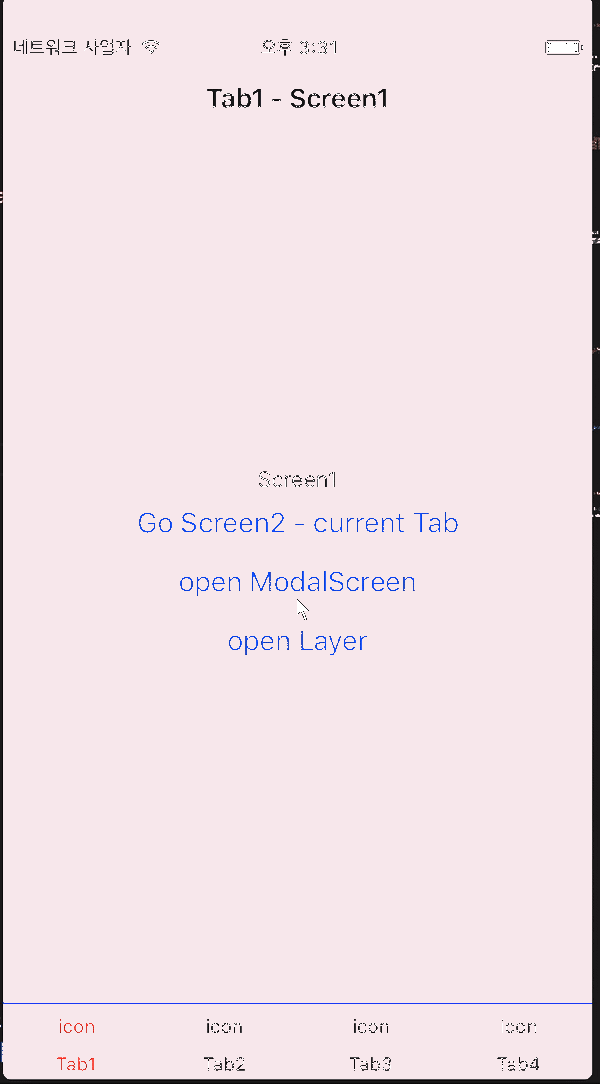 네트워크 사업자 오후 3:31
Tab1 - Screen1
Screen1
Go Screen2 - current Tab
open ModalScreen
open Layer
icon icon icon icon
Tab1 Tab2 Tab3 Tab4